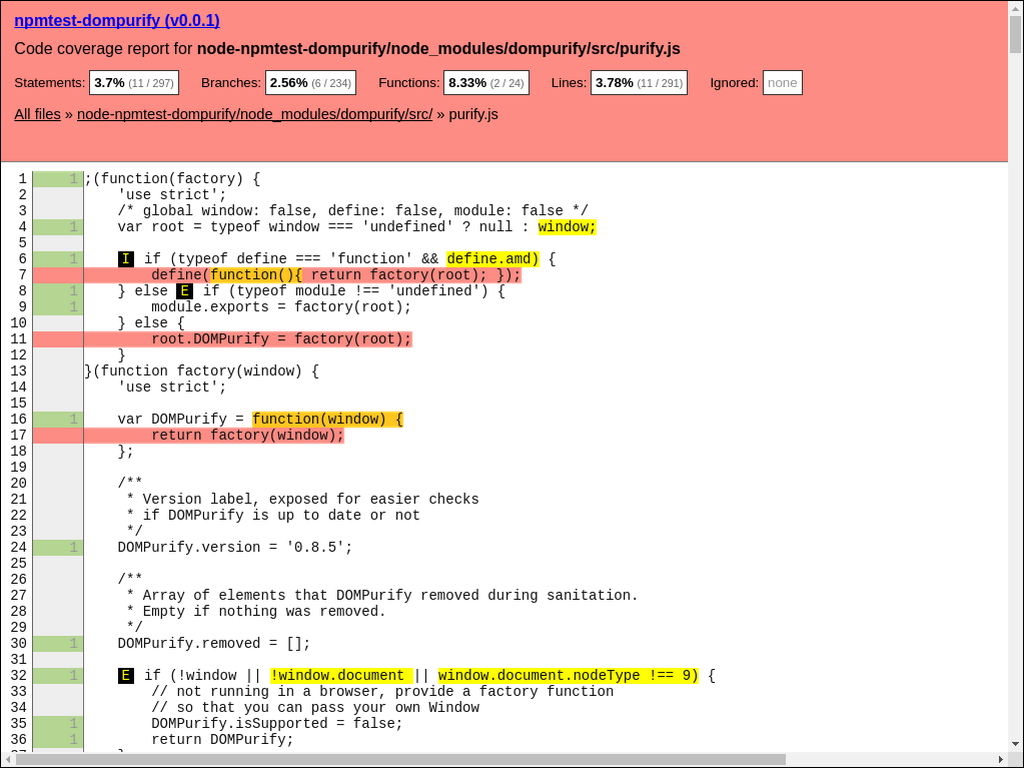 npmtest-dompurify (v0.0.1)
Code coverage report for node-npmtest-dompurify/node_modules/dompurify/src/purify.js
Statements: 3.7% (11 / 297) Branches: 2.56% (6 / 234) Functions: 8.33% (2 / 24) Lines: 3.78% (11 / 291) Ignored: none
All files » node-npmtest-dompurify/node_modules/dompurify/src/ » purify.js
1 1 ;(function(factory) {
2 'use strict';
3 /* global window: false, define: false, module: false */
4 1 var root = typeof window === 'undefined' ? null : window;
5
6 1 I if (typeof define === 'function' && define.amd) {
7 define(function(){ return factory(root); });
8 1 } else E if (typeof module !== 'undefined') {
9 1 module.exports = factory(root);
10 } else {
11 root.DOMPurify = factory(root);
12 }
13 }(function factory(window) {
14 'use strict';
15
16 1 var DOMPurify = function(window) {
17 return factory(window);
18 };
19
20 /**
21 * Version label, exposed for easier checks
22 * if DOMPurify is up to date or not
23 */
24 1 DOMPurify.version = '0.8.5';
25
26 /**
27 * Array of elements that DOMPurify removed during sanitation.
28 * Empty if nothing was removed.
29 */
30 1 DOMPurify.removed = [];
31
32 1 E if (!window || !window.document || window.document.nodeType !== 9) {
33 // not running in a browser, provide a factory function
34 // so that you can pass your own Window
35 1 DOMPurify.isSupported = false;
36 1 return DOMPurify;